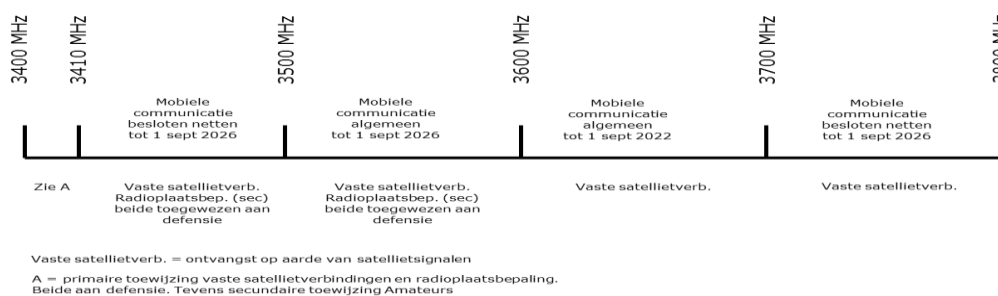 3400 MHz
3410 MHz
3500 MHz
3600 MHz
3700 MHz
3800 MHz
Mobiele
communicatie
besloten netten
tot 1 sept 2026
Mobiele
communicatie
algemeen
tot 1 sept 2026
Mobiele
communicatie
algemeen
tot 1 sept 2022
Mobiele
communicatie
besloten netten
tot 1 sept 2026
Zie A
Vaste satellietverb.
Radioplaatsbep. (sec)
beide toegewezen aan
defensie
Vaste satellietverb.
Radioplaatsbep. (sec)
beide toegewezen aan
defensie
Vaste satellietverb.
Vaste satellietverb.
Vaste satellietverb. = ontvangst op aarde van satellietsignalen
A = primaire toewijzing vaste satellietverbindingen en radioplaatsbepaling.
Beide aan defensie. Tevens secundaire toewijzing Amateurs